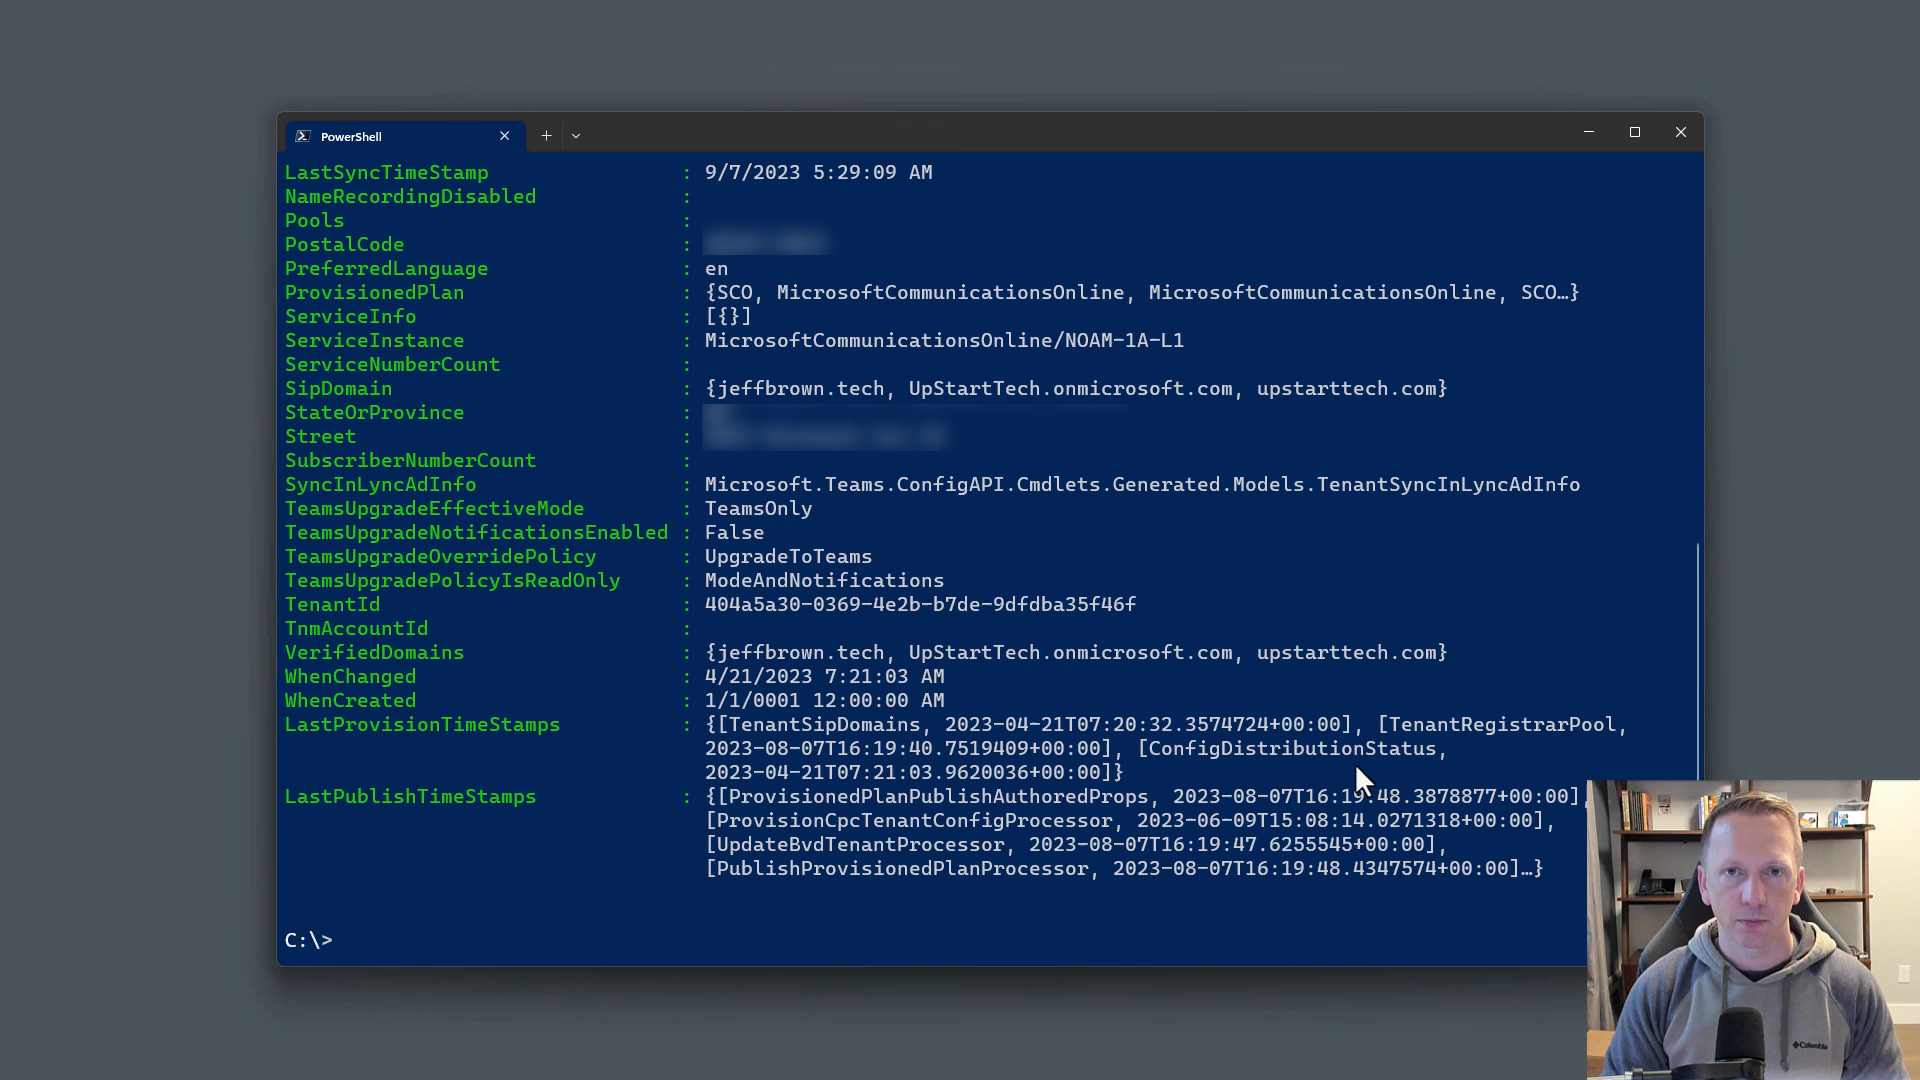 PowerShell
LastSyncTimeStamp : 9/7/2023 5:29:09 AM
NameRecordingDisabled :
Pools :
PostalCode :
PreferredLanguage : en
ProvisionedPlan : {SCO, MicrosoftCommunicationsOnline, MicrosoftCommunicationsOnline, SCO…}
ServiceInfo : [{}]
ServiceInstance : MicrosoftCommunicationsOnline/NOAM-1A-L1
ServiceNumberCount :
SipDomain : {jeffbrown.tech, UpStartTech.onmicrosoft.com, upstarttech.com}
StateOrProvince :
Street :
SubscriberNumberCount :
SyncInLyncAdInfo : Microsoft.Teams.ConfigAPI.Cmdlets.Generated.Models.TenantSyncInLyncAdInfo
TeamsUpgradeEffectiveMode : TeamsOnly
TeamsUpgradeNotificationsEnabled : False
TeamsUpgradeOverridePolicy : UpgradeToTeams
TeamsUpgradePolicyIsReadOnly : ModeAndNotifications
TenantId : 404a5a30-0369-4e2b-b7de-9dfdba35f46f
TnmAccountId :
VerifiedDomains : {jeffbrown.tech, UpStartTech.onmicrosoft.com, upstarttech.com}
WhenChanged : 4/21/2023 7:21:03 AM
WhenCreated : 1/1/0001 12:00:00 AM
LastProvisionTimeStamps : {[TenantSipDomains, 2023-04-21T07:20:32.3574724+00:00], [TenantRegistrarPool,
2023-08-07T16:19:40.7519409+00:00], [ConfigDistributionStatus,
2023-04-21T07:21:03.9620036+00:00]}
LastPublishTimeStamps : {[ProvisionedPlanPublishAuthoredProps, 2023-08-07T16:19:48.3878877+00:00],
[ProvisionCpcTenantConfigProcessor, 2023-06-09T15:08:14.0271318+00:00],
[UpdateBvdTenantProcessor, 2023-08-07T16:19:47.6255545+00:00],
[PublishProvisionedPlanProcessor, 2023-08-07T16:19:48.4347574+00:00]…}
C:\>
Columbia